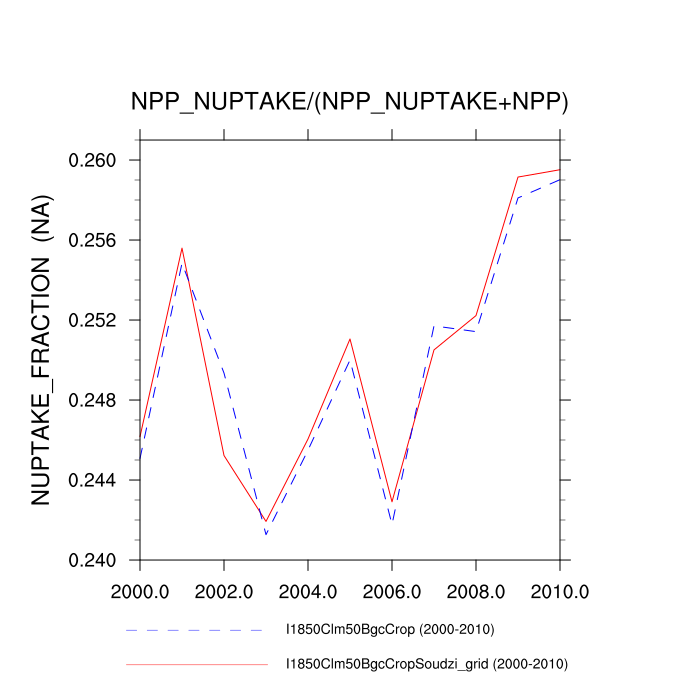 NPP_NUPTAKE/(NPP_NUPTAKE+NPP)
NUPTAKE_FRACTION (NA)
0.260
0.256
0.252
0.248
0.244
0.240
2000.0 2002.0 2004.0 2006.0 2008.0 2010.0
I1850Clm50BgcCrop (2000-2010)
I1850Clm50BgcCropSoudzi_grid (2000-2010)